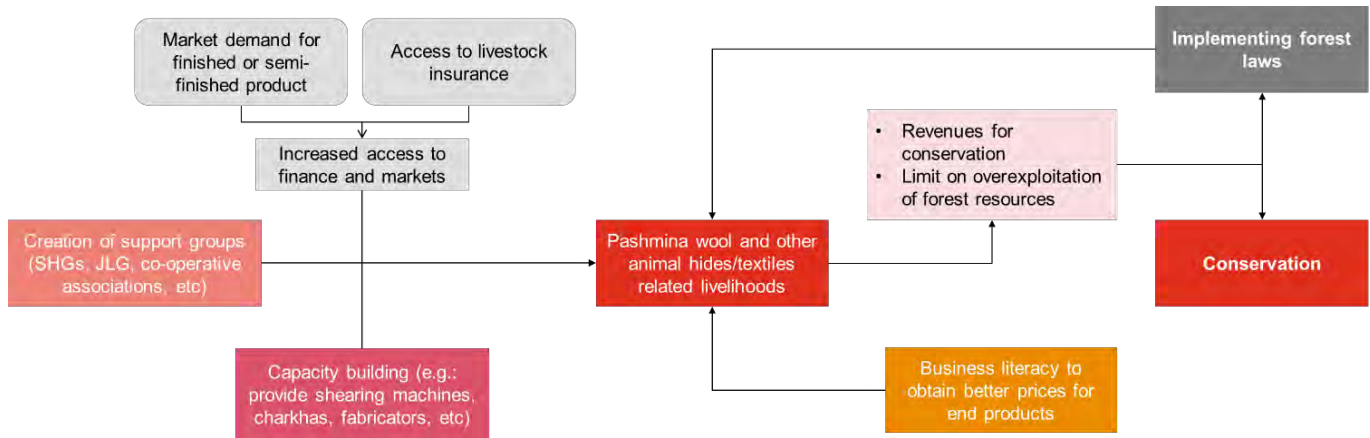 Market demand for
finished or semi-
finished product
Access to livestock
insurance
Implementing forest
laws
Increased access to
finance and markets
• Revenues for
conservation
• Limit on overexploitation
of forest resources
Creation of support groups
(SHGs, JLG, co-operative
associations, etc)
Pashmina wool and other
animal hides/textiles
related livelihoods
Conservation
Capacity building (e.g.:
provide shearing machines,
charkhas, fabricators, etc)
Business literacy to
obtain better prices for
end products